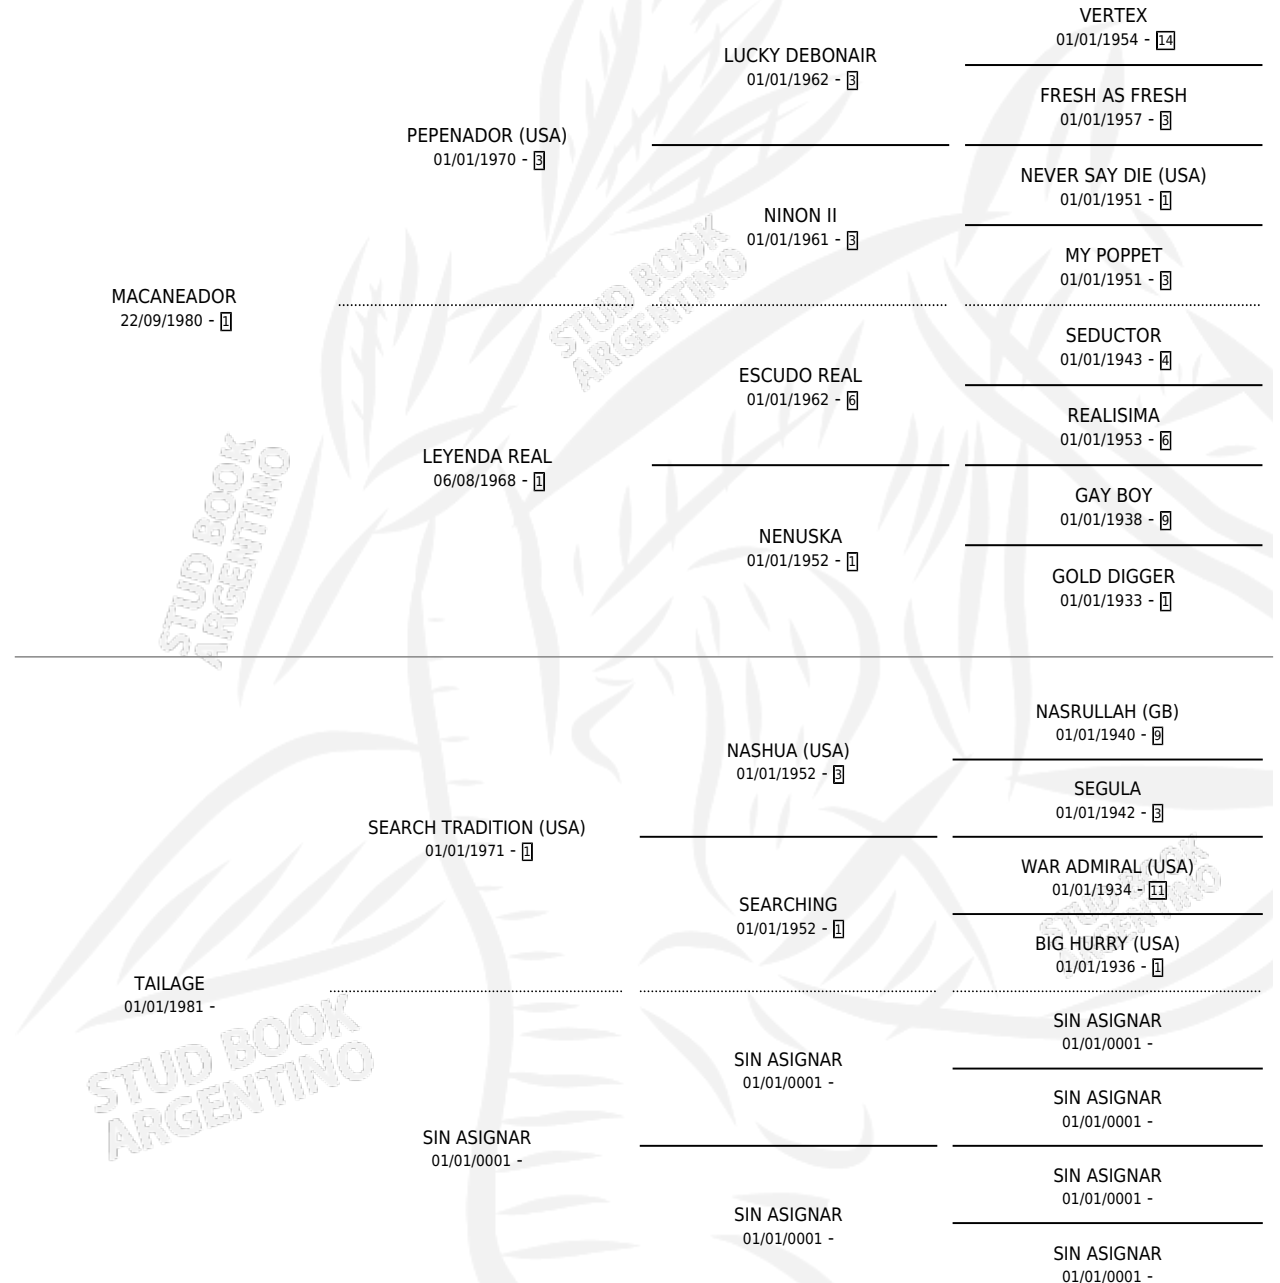 VERTEX
01/01/1954 - 14
LUCKY DEBONAIR
01/01/1962 - 3
FRESH AS FRESH
01/01/1957 - 3
PEPENADOR (USA)
01/01/1970 - 3
NEVER SAY DIE (USA)
01/01/1951 - 1
NINON II
01/01/1961 - 3
MY POPPET
01/01/1951 - 3
MACANEADOR
22/09/1980 - 1
SEDUCTOR
01/01/1943 - 4
ESCUDO REAL
01/01/1962 - 6
REALISIMA
01/01/1953 - 6
LEYENDA REAL
06/08/1968 - 1
GAY BOY
01/01/1938 - 9
NENUSKA
01/01/1952 - 1
GOLD DIGGER
01/01/1933 - 1
NASRULLAH (GB)
01/01/1940 - 9
NASHUA (USA)
01/01/1952 - 3
SEGULA
01/01/1942 - 3
SEARCH TRADITION (USA)
01/01/1971 - 1
WAR ADMIRAL (USA)
01/01/1934 - 11
SEARCHING
01/01/1952 - 1
BIG HURRY (USA)
01/01/1936 - 1
TAILAGE
01/01/1981 -
SIN ASIGNAR
01/01/0001 -
SIN ASIGNAR
01/01/0001 -
SIN ASIGNAR
01/01/0001 -
SIN ASIGNAR
01/01/0001 -
SIN ASIGNAR
01/01/0001 -
SIN ASIGNAR
01/01/0001 -
SIN ASIGNAR
01/01/0001 -
STUD BOOK
ARGENTINO
STUD BOOK
ARGENTINO
STUD BOOK
ARGENTINO
STUD BOOK
ARGENTINO